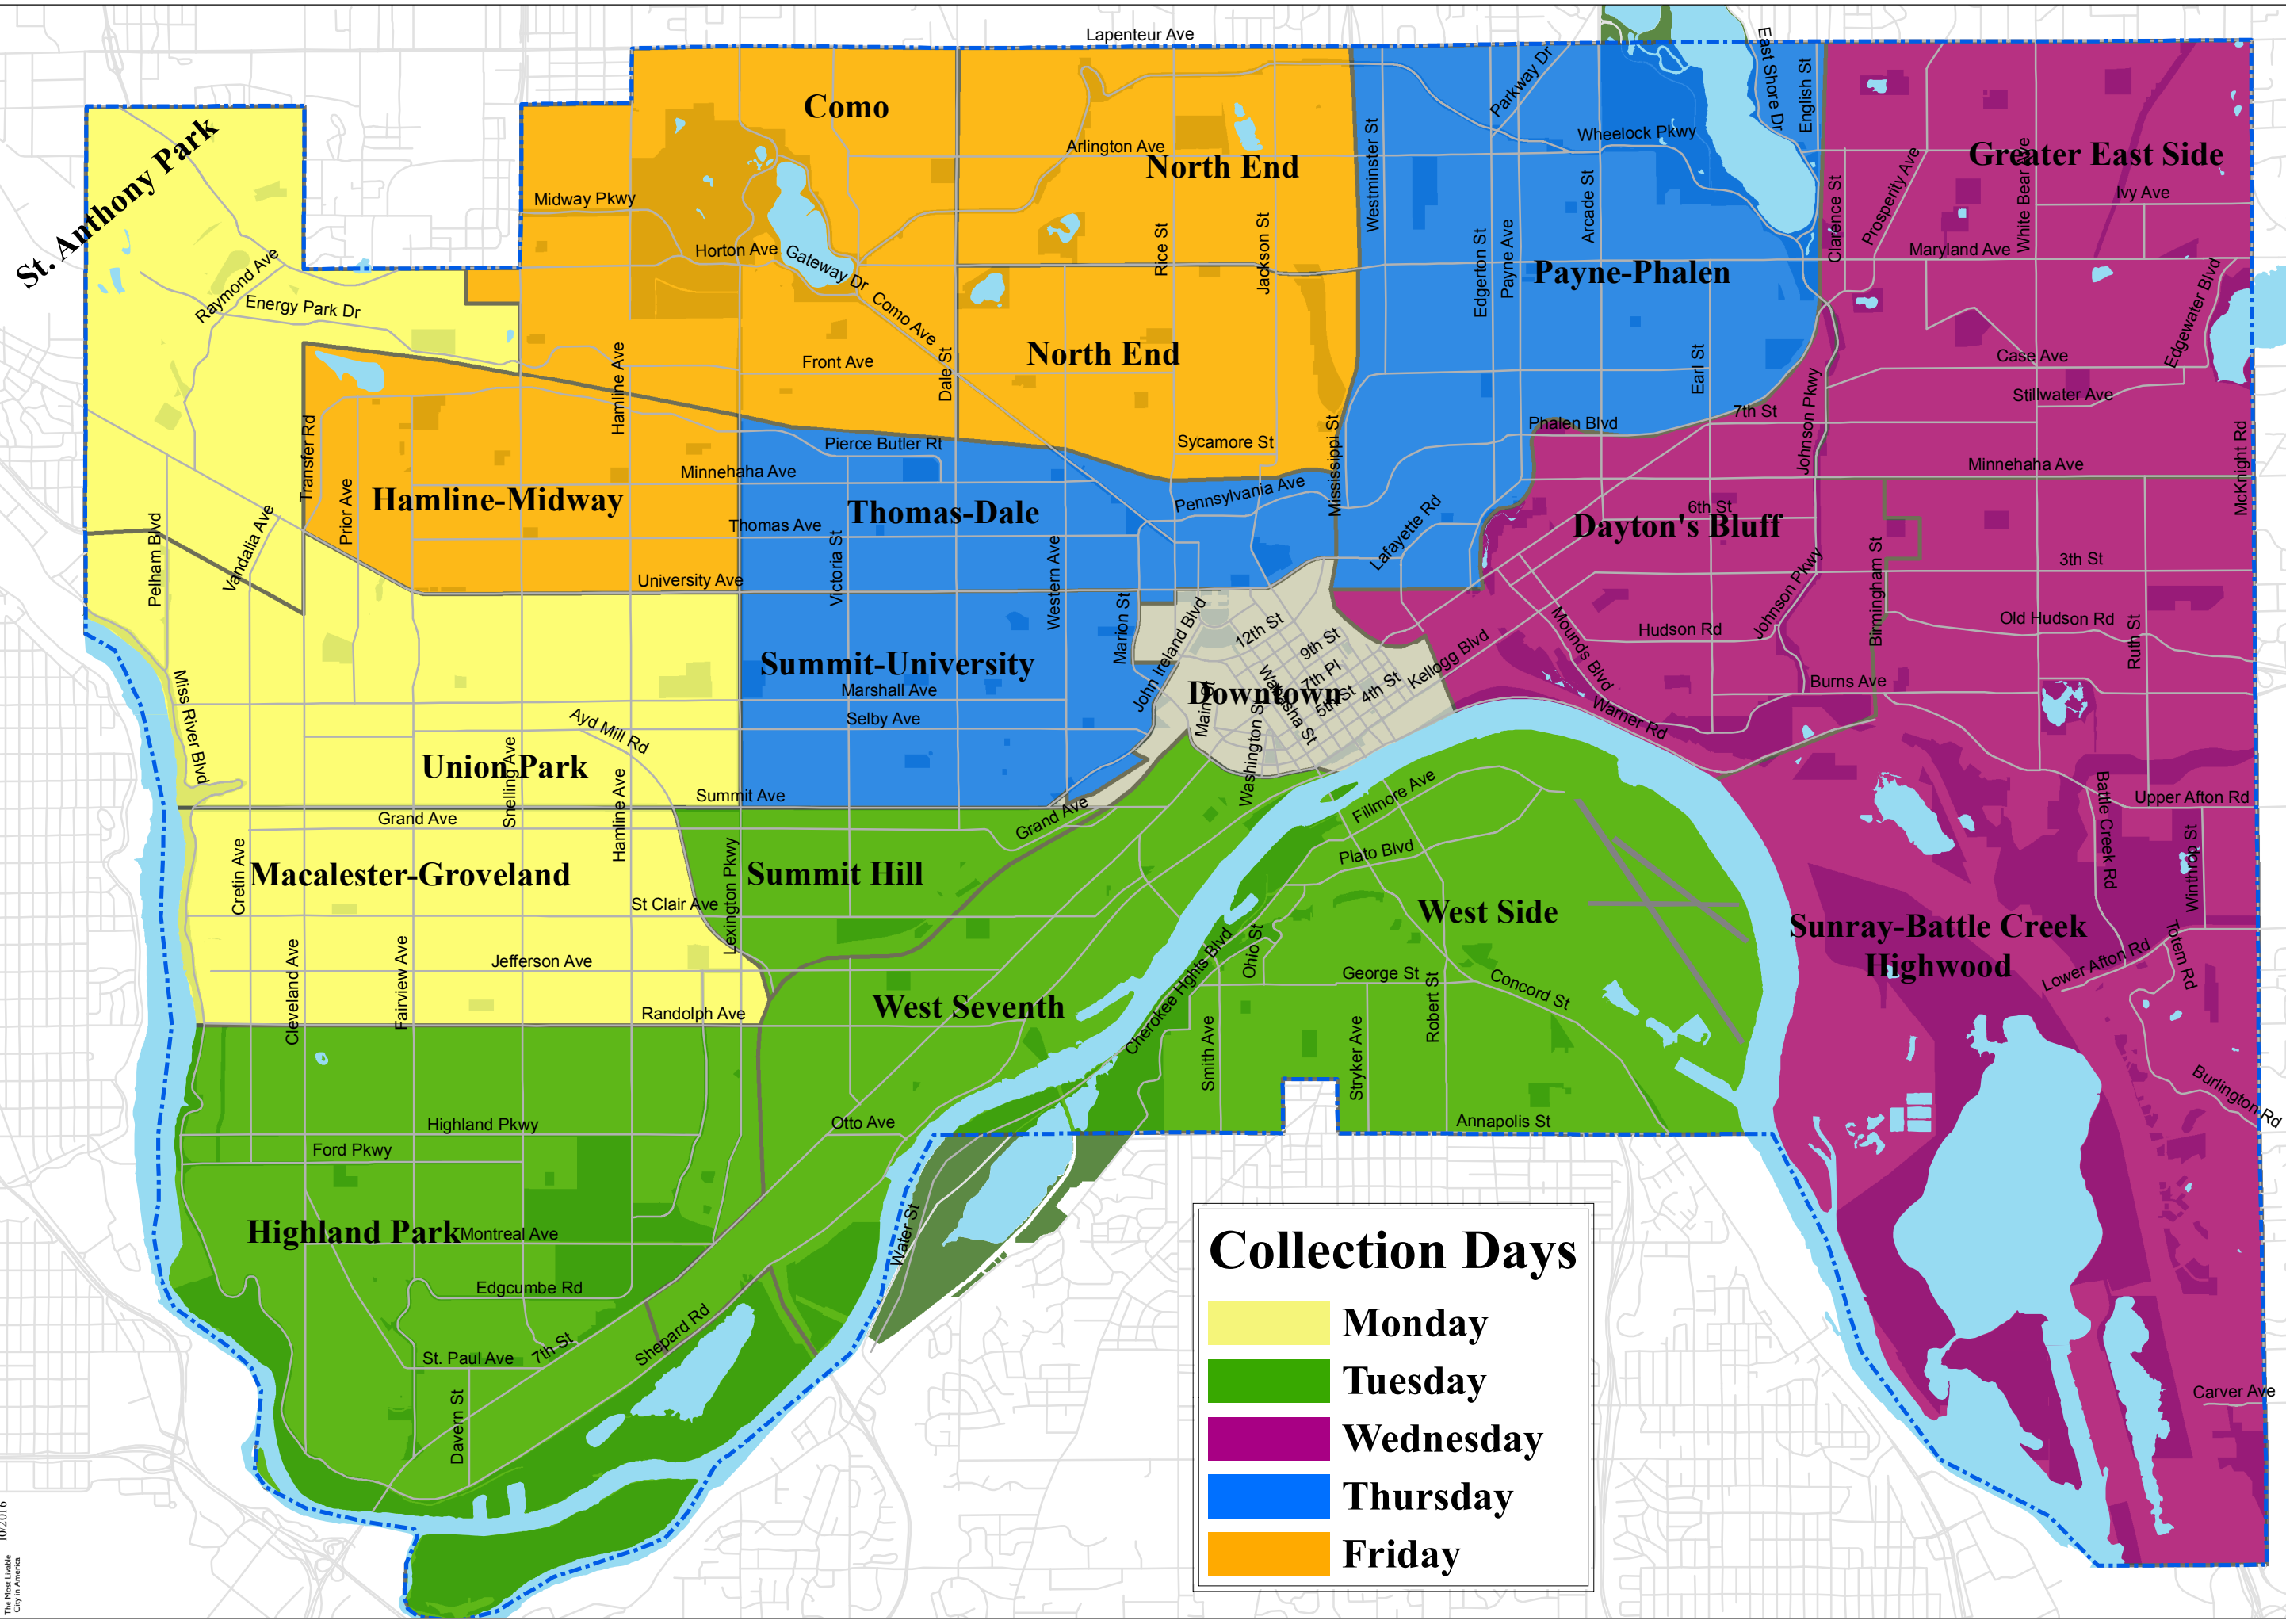 Lapenteur Ave
East Shore Dr
English St
Parkway Dr
Como
St. Anthony Park
Arlington Ave
North End
Westminster St
Wheelock Pkwy
Greater East Side
Prosperity Ave
White Bear Ave
Ivy Ave
Midway Pkwy
Arcade St
Clarence St
Horton Ave
Gateway Dr
Rice St
Jackson St
Edgerton St
Payne Ave
Payne-Phalen
Maryland Ave
Raymond Ave
Energy Park Dr
Como Ave
Edgewater Blvd
Hamline Ave
Front Ave
Dale St
North End
Earl St
Case Ave
Stillwater Ave
Johnson Pkwy
7th St
Phalen Blvd
Transfer Rd
Pierce Butler Rt
Sycamore St
Mississippi St
McKnight Rd
Minnehaha Ave
Minnehaha Ave
Prior Ave
Hamline-Midway
Thomas-Dale
Pennsylvania Ave
Lafayette Rd
6th St
Dayton's Bluff
Thomas Ave
Vandalia Ave
Pelham Blvd
Victoria St
Western Ave
University Ave
3th St
Birmingham St
Johnson Pkwy
Marion St
John Ireland Blvd
12th St
9th St
7th Pl
5th St
4th St
Wabasha St
Kellogg Blvd
Mounds Blvd
Hudson Rd
Old Hudson Rd
Ruth St
Summit-University
Marshall Ave
Selby Ave
Downtown
Main St
Washington St
Burns Ave
Warner Rd
Miss River Blvd
Ayd Mill Rd
Union Park
Snelling Ave
Hamline Ave
Summit Ave
Grand Ave
Grand Ave
Fillmore Ave
Battle Creek Rd
Upper Afton Rd
Cretin Ave
Macalester-Groveland
Summit Hill
Lexington Pkwy
Plato Blvd
Winthrop St
St Clair Ave
West Side
Sunray-Battle Creek
Highwood
Cleveland Ave
Fairview Ave
Jefferson Ave
Cherokee Hghts Blvd
Ohio St
George St
Concord St
Lower Afton Rd
Totem Rd
Randolph Ave
West Seventh
Smith Ave
Stryker Ave
Robert St
Burlington Rd
Highland Pkwy
Otto Ave
Annapolis St
Ford Pkwy
Highland Park
Montreal Ave
Water St
Edgcumbe Rd
Shepard Rd
St. Paul Ave
7th St
Davern St
Carver Ave
Collection Days
Monday
Tuesday
Wednesday
Thursday
Friday
10/2016
The Most Livable
City in America